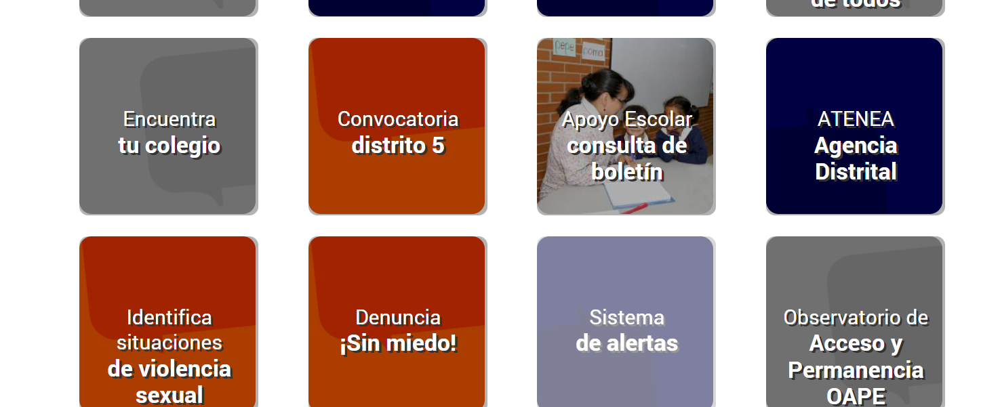 de todos
Encuentra
tu colegio
Convocatoria
distrito 5
pepe
poma
Apoyo Escolar
consulta de
boletín
ATENEA
Agencia
Distrital
Identifica
situaciones
de violencia
sexual
Denuncia
¡Sin miedo!
Sistema
de alertas
Observatorio de
Acceso y
Permanencia
OAPE